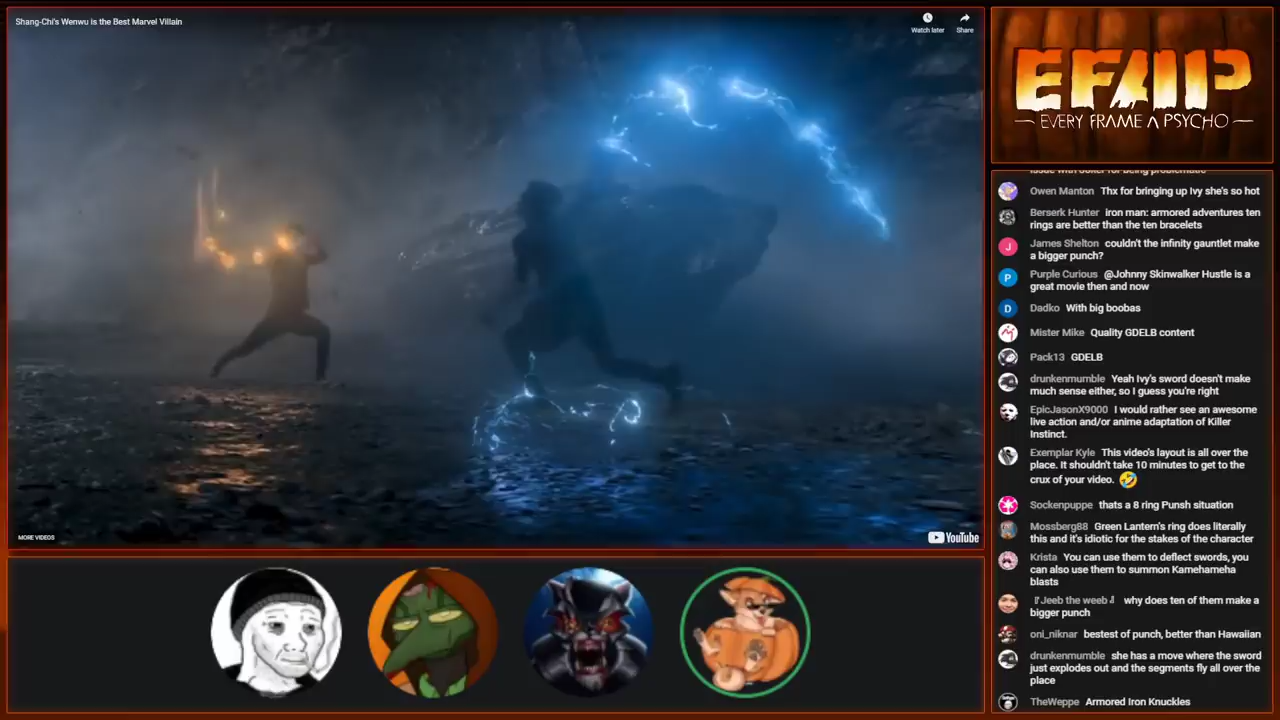 Shang-Chi's Wenwu is the Best Marvel Villain
Watch later
Share
MORE VIDEOS
YouTube
EFAP
EVERY FRAME A PSYCHO
issue with Joker for being problematic
Owen Manton Thx for bringing up Ivy she's so hot
Berserk Hunter iron man: armored adventures ten
rings are better than the ten bracelets
J
James Shelton couldn't the infinity gauntlet make
a bigger punch?
P
Purple Curious @Johnny Skinwalker Hustle is a
great movie then and now
D
Dadko With big boobas
Mister Mike Quality GDELB content
Pack13 GDELB
drunkenmumble Yeah Ivy's sword doesn't make
much sense either, so I guess you're right
EpicJasonX9000 I would rather see an awesome
live action and/or anime adaptation of Killer
Instinct.
Exemplar Kyle This video's layout is all over the
place. It shouldn't take 10 minutes to get to the
crux of your video. 🤣
Sockenpuppe thats a 8 ring Punsh situation
Mossberg88 Green Lantern's ring does literally
this and it's idiotic for the stakes of the character
Krista You can use them to deflect swords, you
can also use them to summon Kamehameha
blasts
Jeeb the weeb why does ten of them make a
bigger punch
oni_niknar bestest of punch, better than Hawaiian
drunkenmumble she has a move where the sword
just explodes out and the segments fly all over the
place
TheWeppe Armored Iron Knuckles